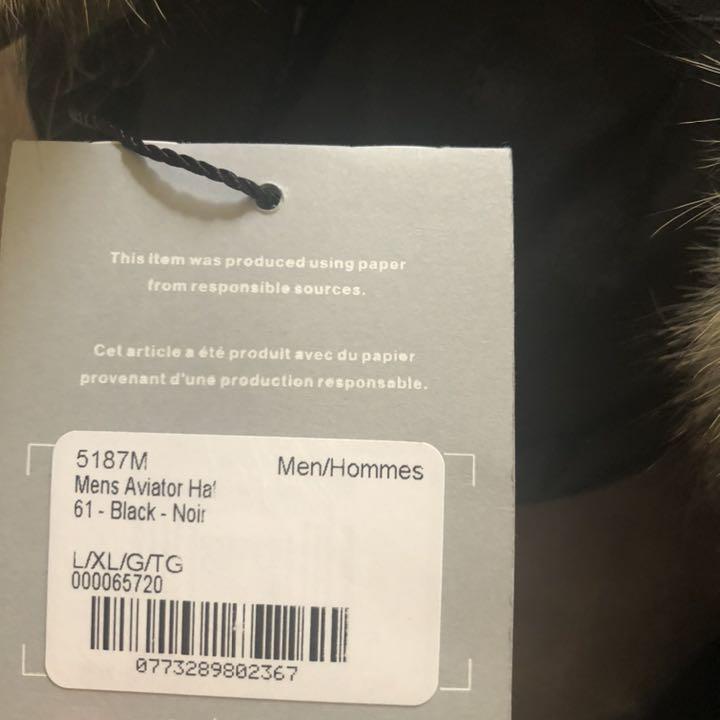 This item was produced using paper
from responsible sources.
Cet article a été produit avec du papier
provenant d'une production responsable.
5187M Men/Hommes
Mens Aviator Hat
61 - Black - Noir
L/XL/G/TG
000065720
0773289802367